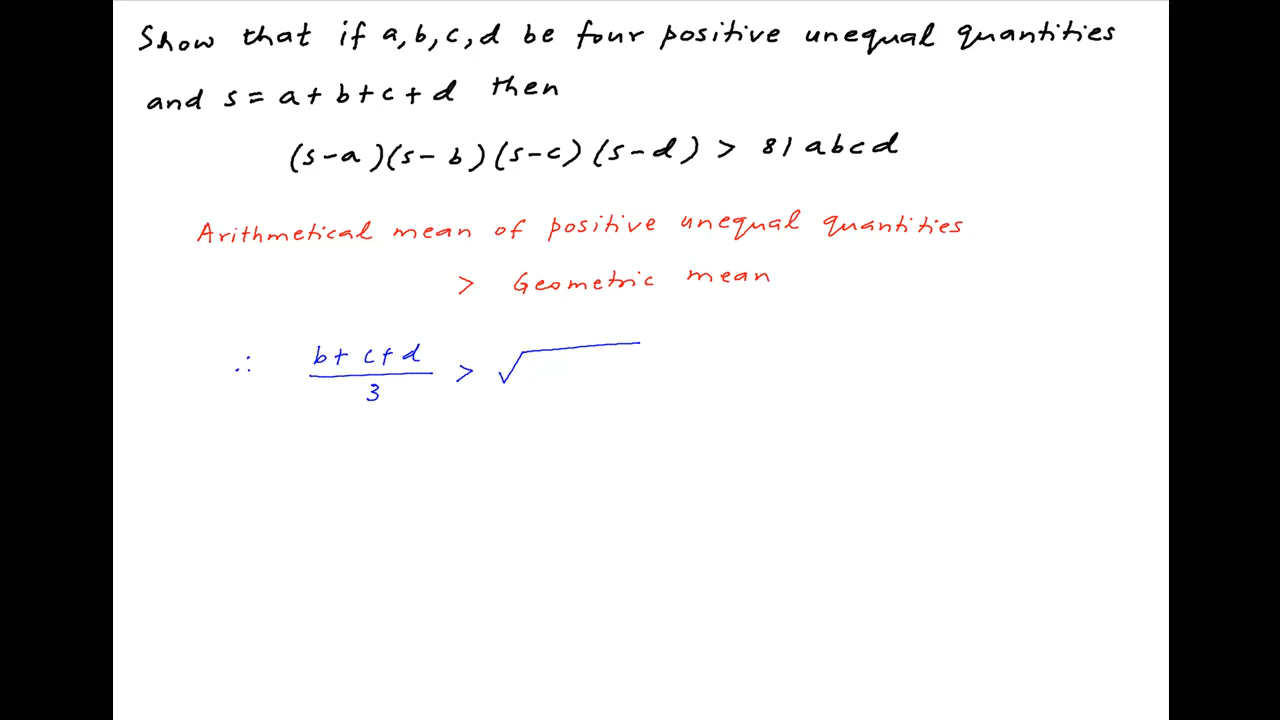 Show that if a, b, c, d be four positive unequal quantities
and s = a + b + c + d then
(s - a)(s - b)(s - c)(s - d) > 81 abcd
Arithmetical mean of positive unequal quantities
> Geometric mean
∴ (b + c + d)/3 > √